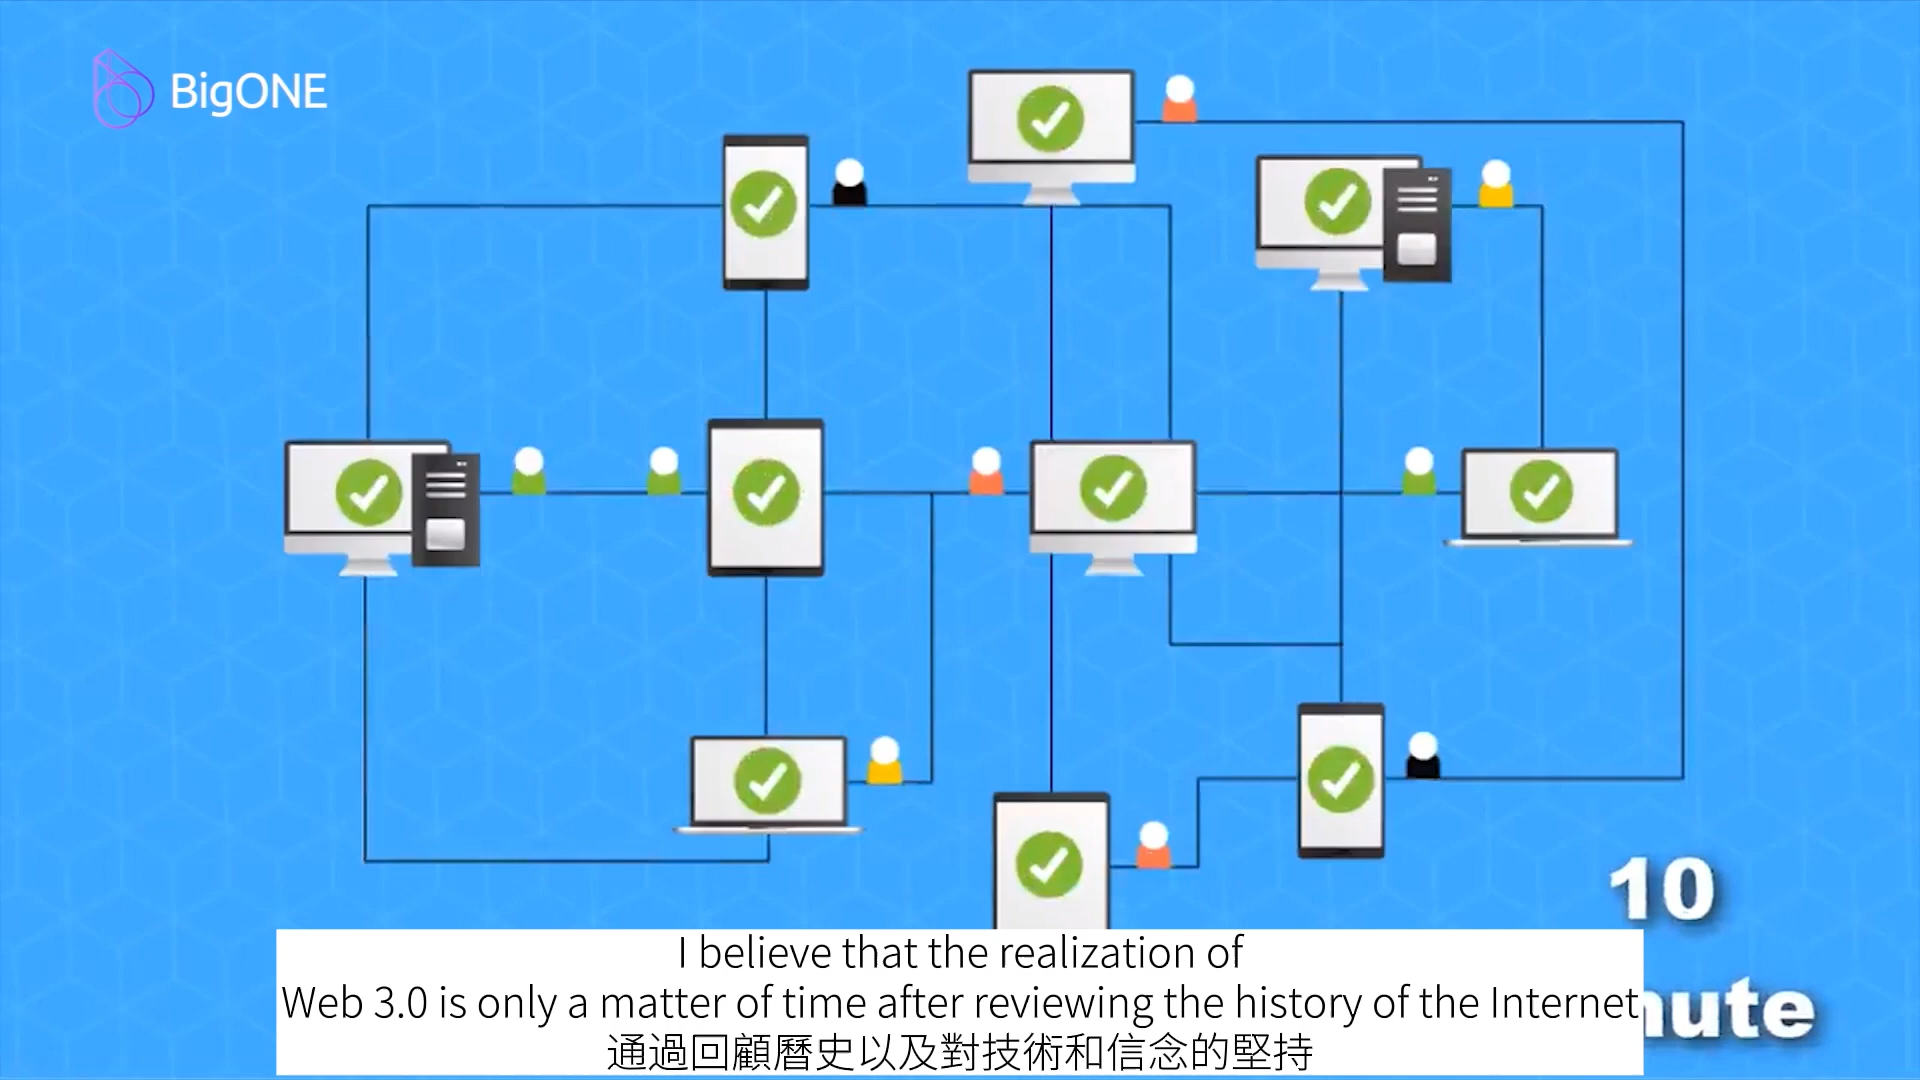 BigONE
10
nute
I believe that the realization of
Web 3.0 is only a matter of time after reviewing the history of the Internet
通過回顧曆史以及對技術和信念的堅持